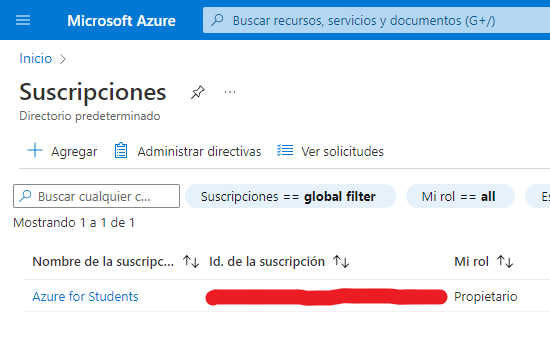 Microsoft Azure
Buscar recursos, servicios y documentos (G+/)
Inicio
Suscripciones
Directorio predeterminado
Agregar
Administrar directivas
Ver solicitudes
Buscar cualquier c...
Suscripciones == global filter
Mi rol == all
Es
Mostrando 1 a 1 de 1
Nombre de la suscripc... Id. de la suscripción Mi rol
Azure for Students Propietario